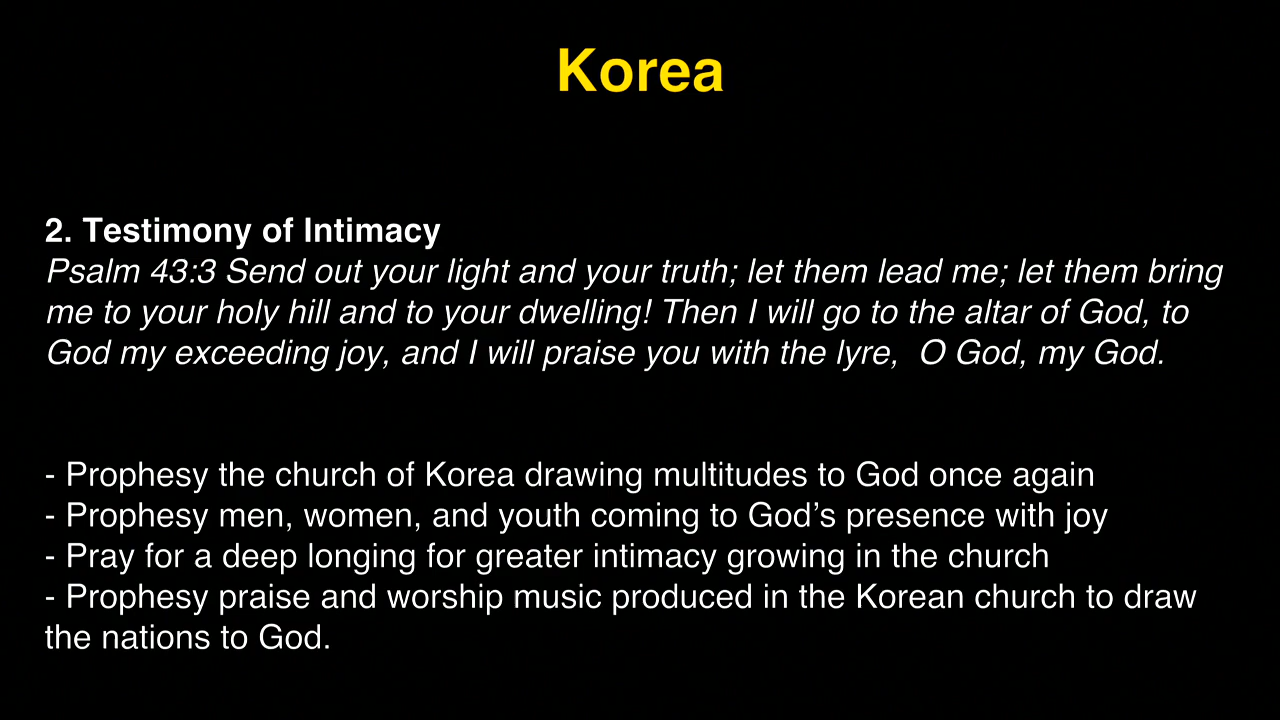 Korea
2. Testimony of Intimacy
Psalm 43:3 Send out your light and your truth; let them lead me; let them bring
me to your holy hill and to your dwelling! Then I will go to the altar of God, to
God my exceeding joy, and I will praise you with the lyre,  O God, my God.
- Prophesy the church of Korea drawing multitudes to God once again
- Prophesy men, women, and youth coming to God’s presence with joy
- Pray for a deep longing for greater intimacy growing in the church
- Prophesy praise and worship music produced in the Korean church to draw
the nations to God.